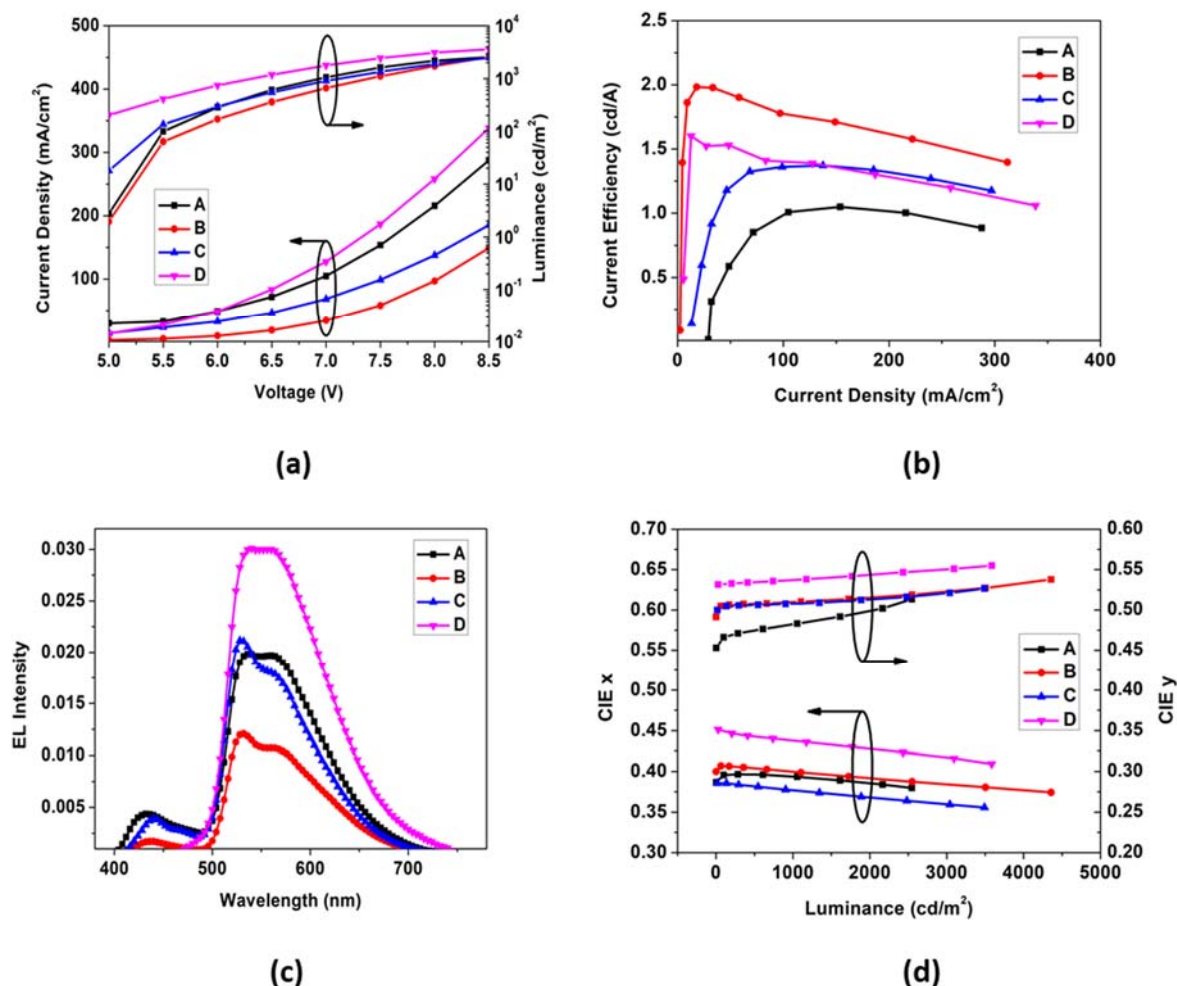 Current Density (mA/cm²)
500
400
300
200
100
A
B
C
D
10⁴
10³
10²
10¹
10⁰
10⁻¹
10⁻²
Luminance (cd/m²)
5.0 5.5 6.0 6.5 7.0 7.5 8.0 8.5
Voltage (V)
(a)
Current Efficiency (cd/A)
2.5
2.0
1.5
1.0
0.5
A
B
C
D
0 100 200 300 400
Current Density (mA/cm²)
(b)
EL Intensity
0.030
0.025
0.020
0.015
0.010
0.005
A
B
C
D
400 500 600 700
Wavelength (nm)
(c)
CIE x
0.70
0.65
0.60
0.55
0.50
0.45
0.40
0.35
0.30
A
B
C
D
0.60
0.55
0.50
0.45
0.40
0.35
0.30
0.25
0.20
CIE y
0 1000 2000 3000 4000 5000
Luminance (cd/m²)
(d)